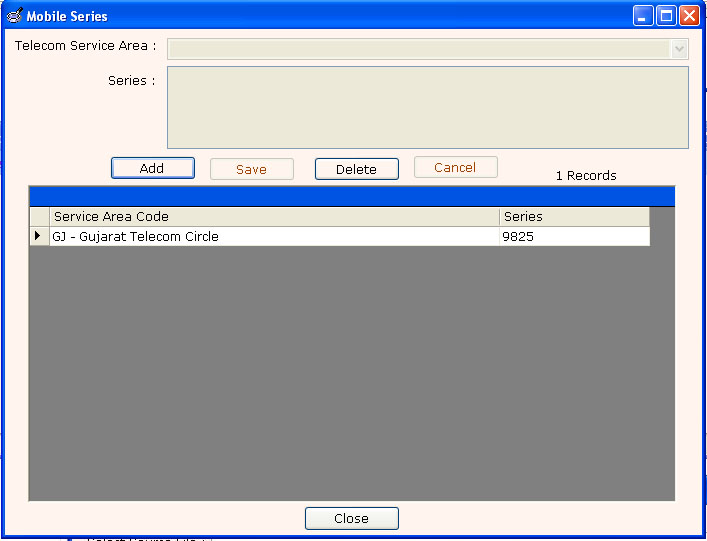 Mobile Series
Telecom Service Area :
Series :
Add Save Delete Cancel
1 Records
Service Area Code Series
GJ - Gujarat Telecom Circle 9825
Close